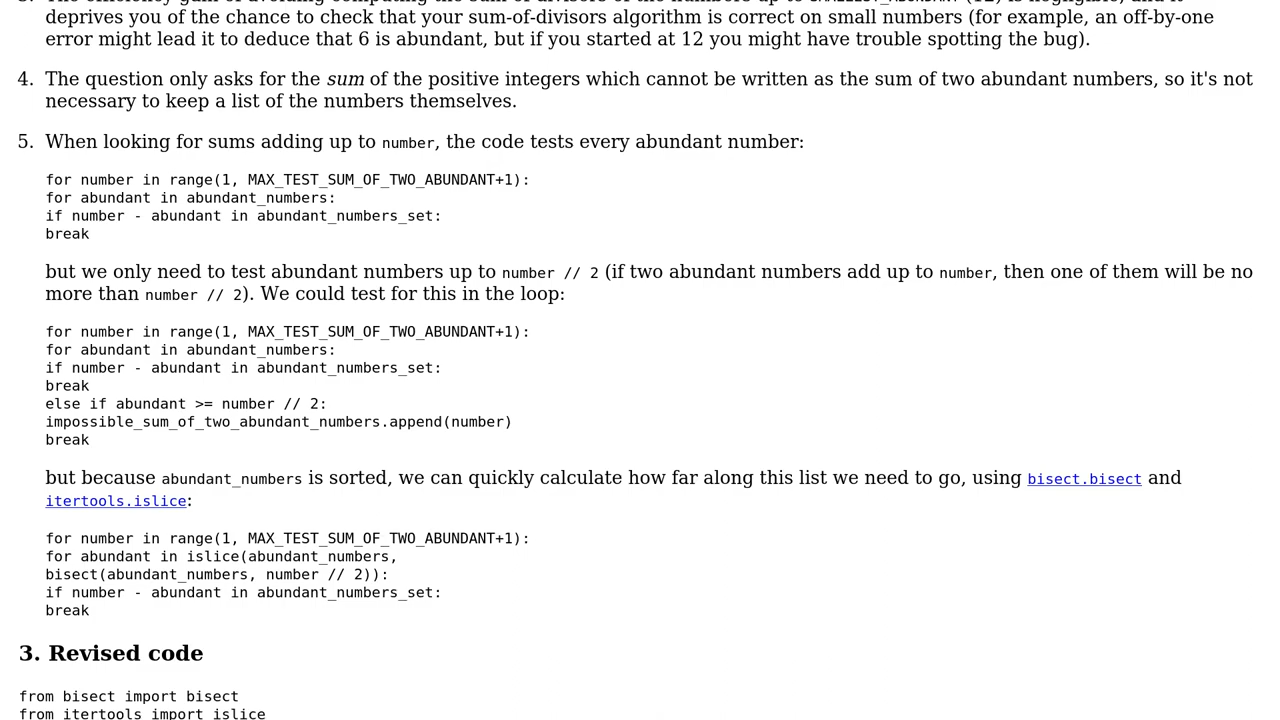 deprives you of the chance to check that your sum-of-divisors algorithm is correct on small numbers (for example, an off-by-one
error might lead it to deduce that 6 is abundant, but if you started at 12 you might have trouble spotting the bug).
4. The question only asks for the sum of the positive integers which cannot be written as the sum of two abundant numbers, so it's not
necessary to keep a list of the numbers themselves.
5. When looking for sums adding up to number, the code tests every abundant number:
for number in range(1, MAX_TEST_SUM_OF_TWO_ABUNDANT+1):
for abundant in abundant_numbers:
if number - abundant in abundant_numbers_set:
break
but we only need to test abundant numbers up to number // 2 (if two abundant numbers add up to number, then one of them will be no
more than number // 2). We could test for this in the loop:
for number in range(1, MAX_TEST_SUM_OF_TWO_ABUNDANT+1):
for abundant in abundant_numbers:
if number - abundant in abundant_numbers_set:
break
else if abundant >= number // 2:
impossible_sum_of_two_abundant_numbers.append(number)
break
but because abundant_numbers is sorted, we can quickly calculate how far along this list we need to go, using bisect.bisect and
itertools.islice:
for number in range(1, MAX_TEST_SUM_OF_TWO_ABUNDANT+1):
for abundant in islice(abundant_numbers,
bisect(abundant_numbers, number // 2)):
if number - abundant in abundant_numbers_set:
break
3. Revised code
from bisect import bisect
from itertools import islice